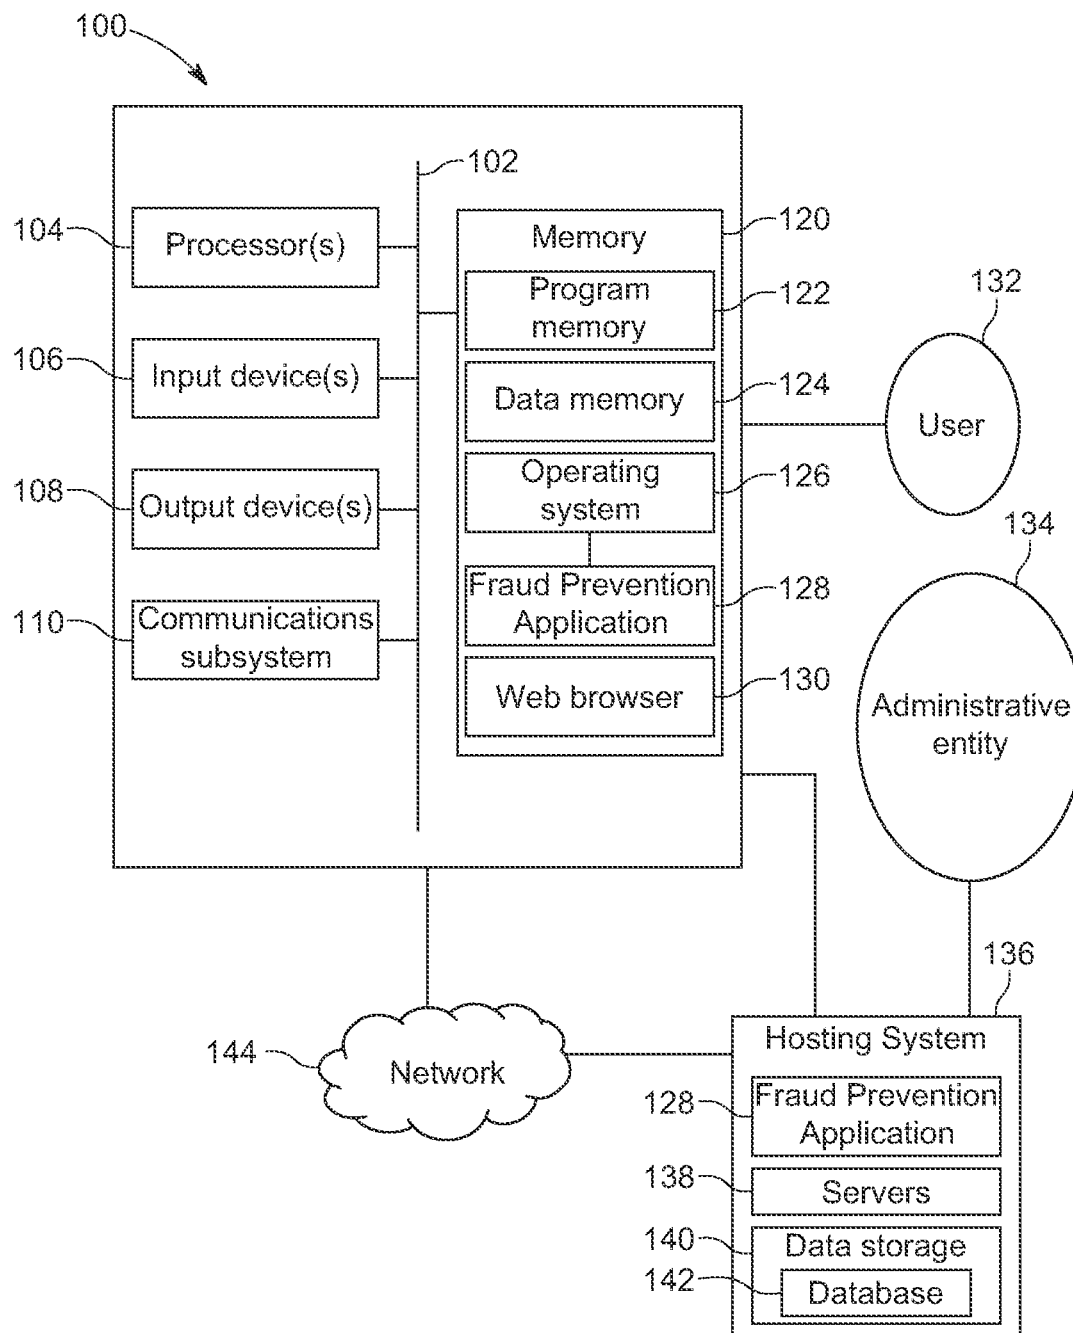 100
102
104
Processor(s)
106
Input device(s)
108
Output device(s)
110
Communications
subsystem
Memory
120
Program
memory
122
Data memory
124
Operating
system
126
Fraud Prevention
Application
128
Web browser
130
132
User
134
Administrative
entity
136
144
Network
Hosting System
128
Fraud Prevention
Application
138
Servers
140
Data storage
142
Database